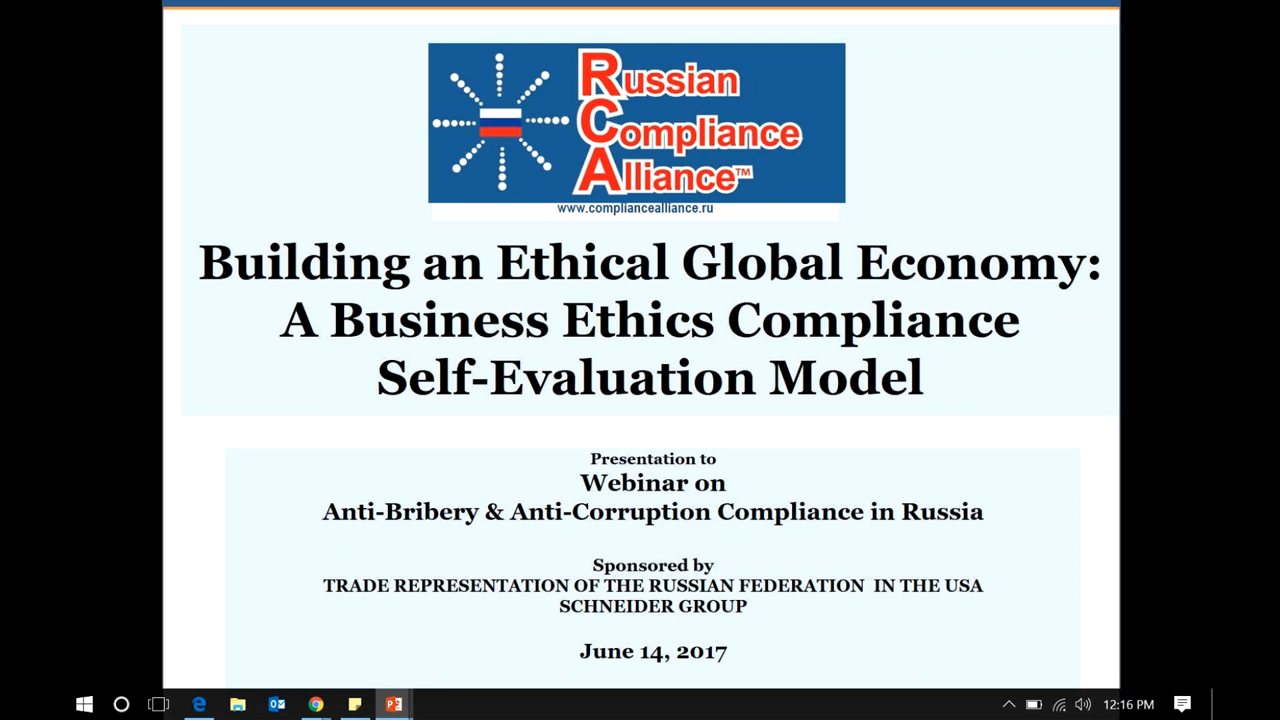 Russian
Compliance
Alliance™
www.compliancealliance.ru
Building an Ethical Global Economy:
A Business Ethics Compliance
Self-Evaluation Model
Presentation to
Webinar on
Anti-Bribery & Anti-Corruption Compliance in Russia
Sponsored by
TRADE REPRESENTATION OF THE RUSSIAN FEDERATION IN THE USA
SCHNEIDER GROUP
June 14, 2017
12:16 PM